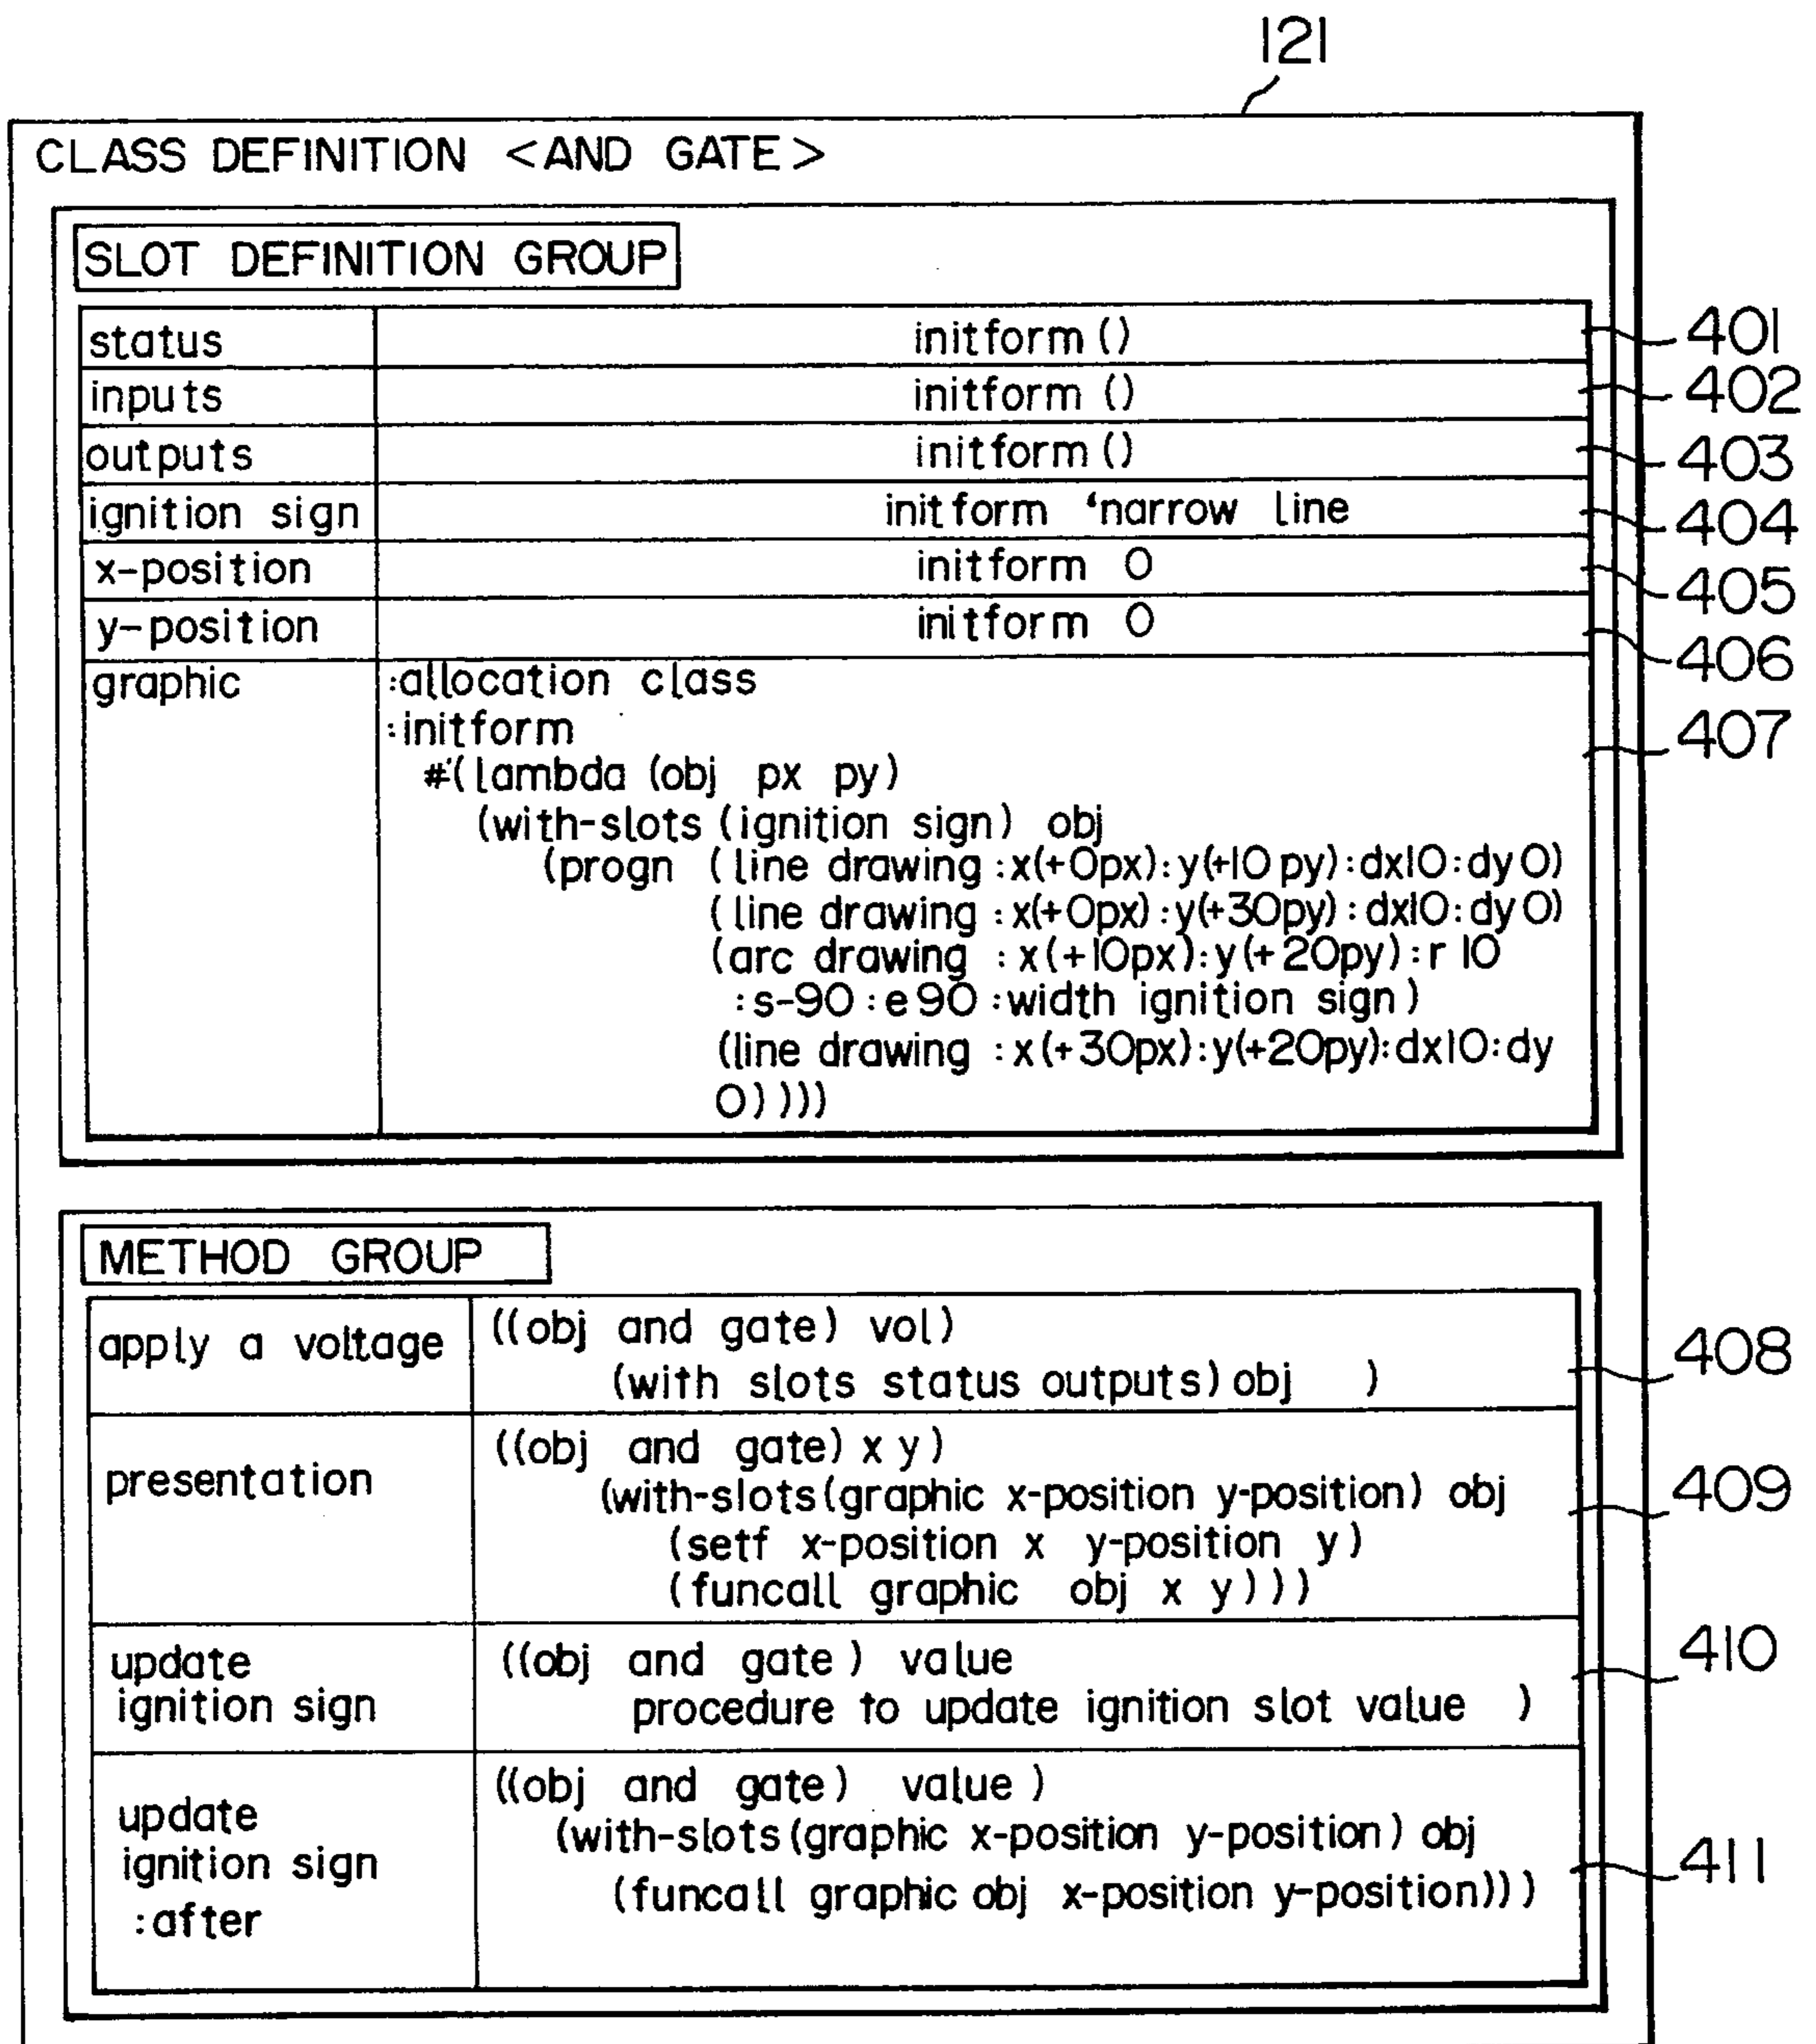 121
CLASS DEFINITION <AND GATE>
SLOT DEFINITION GROUP
status initform () 401
inputs initform () 402
outputs initform () 403
ignition sign initform 'narrow line 404
x-position initform 0 405
y-position initform 0 406
graphic :allocation class
:initform 407
#'(lambda (obj px py)
(with-slots (ignition sign) obj
(progn (line drawing :x(+0px):y(+10 py):dx10:dy0)
(line drawing :x(+0px):y(+30py):dx10:dy0)
(arc drawing :x(+10px):y(+20py):r 10
:s-90:e90:width ignition sign)
(line drawing :x(+30px):y(+20py):dx10:dy
0))))
METHOD GROUP
apply a voltage ((obj and gate) vol) 408
(with slots status outputs) obj )
presentation ((obj and gate) x y) 409
(with-slots(graphic x-position y-position) obj
(setf x-position x y-position y)
(funcall graphic obj x y)))
update ((obj and gate) value 410
ignition sign procedure to update ignition slot value )
update ((obj and gate) value)
ignition sign (with-slots(graphic x-position y-position) obj 411
:after (funcall graphic obj x-position y-position)))